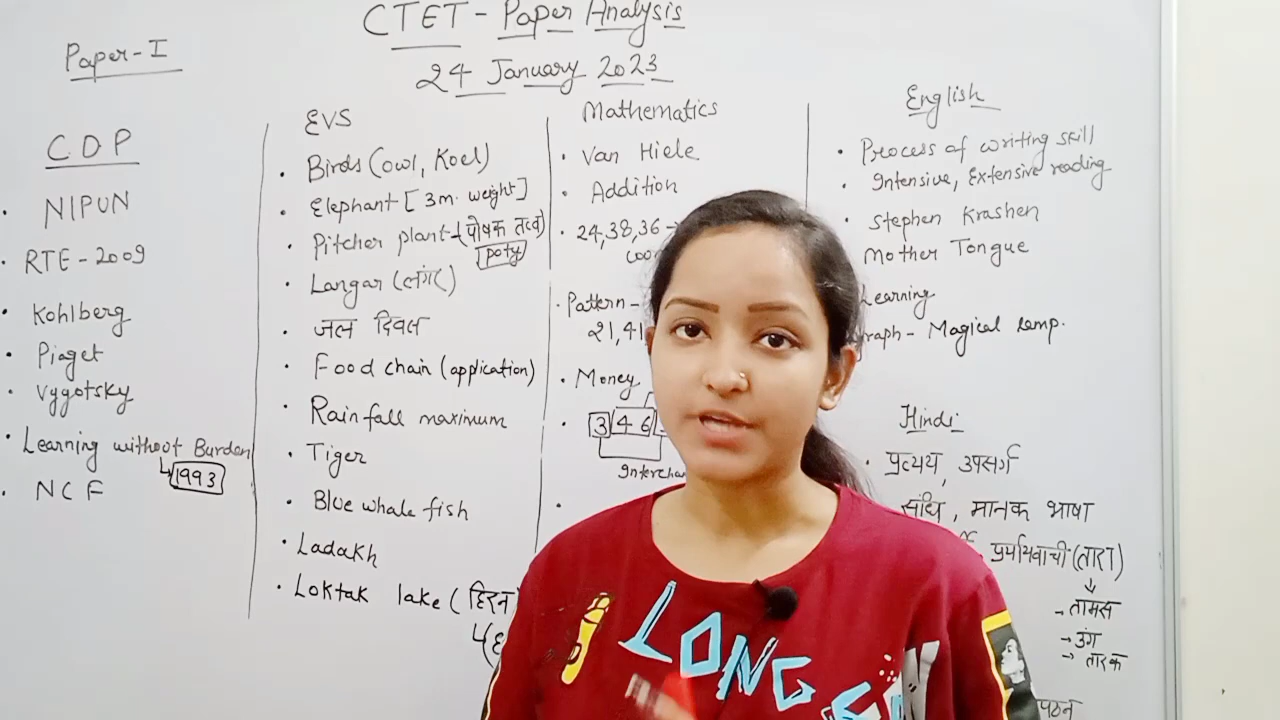 CTET - Paper Analysis
24 January 2023
Paper-I
CDP
NIPUN
RTE-2009
Kohlberg
Piaget
Vygotsky
Learning without Burden
1993
NCF
EVS
Birds (owl, Koel)
Elephant [3m. weight]
Pitcher plant-(पोषक तत्व)
poty
Langar (लंगर)
जल दिवस
Food chain (application)
Rainfall maximum
Tiger
Blue whale fish
Ladakh
Loktak lake (हिरन)
Mathematics
Van Hiele
Addition
24,38,36
Pattern-
21,41
Money
3 4 6
Interchan
English
Process of writing skill
Intensive, Extensive reading
Stephen Krashen
Mother Tongue
Learning
raph- Magical lamp.
Hindi
प्रत्यय, उपसर्ग
संधि, मानक भाषा
पर्यायवाची (तारा)
- तामस
→ उंग
→ तारक
पठन
LONG